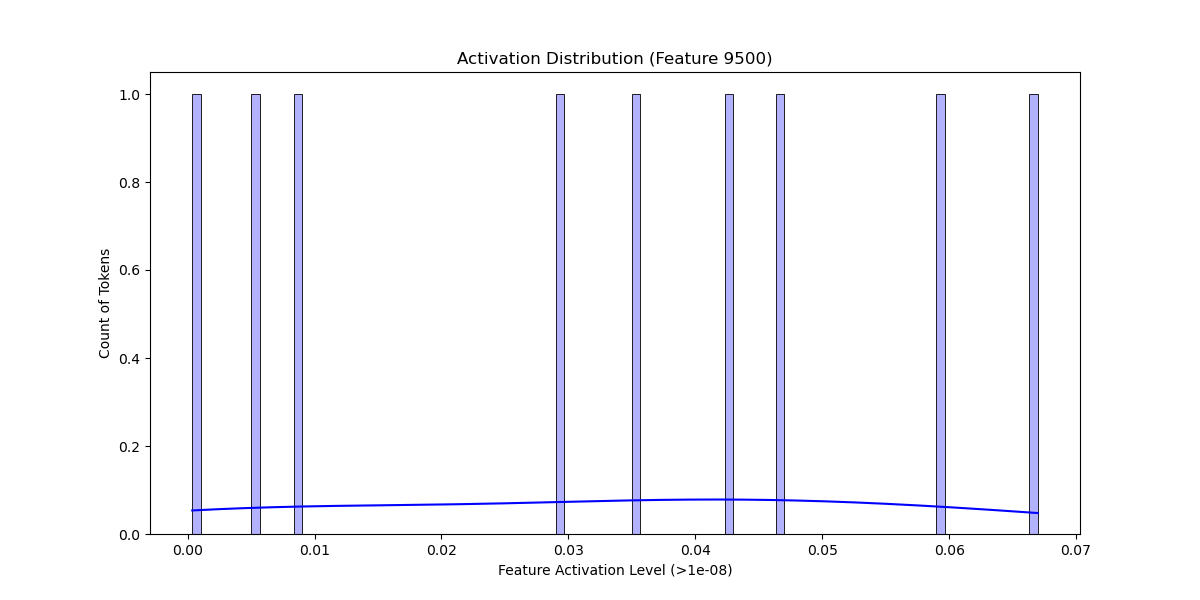 Activation Distribution (Feature 9500)
Count of Tokens
1.0
0.8
0.6
0.4
0.2
0.0
0.00 0.01 0.02 0.03 0.04 0.05 0.06 0.07
Feature Activation Level (>1e-08)